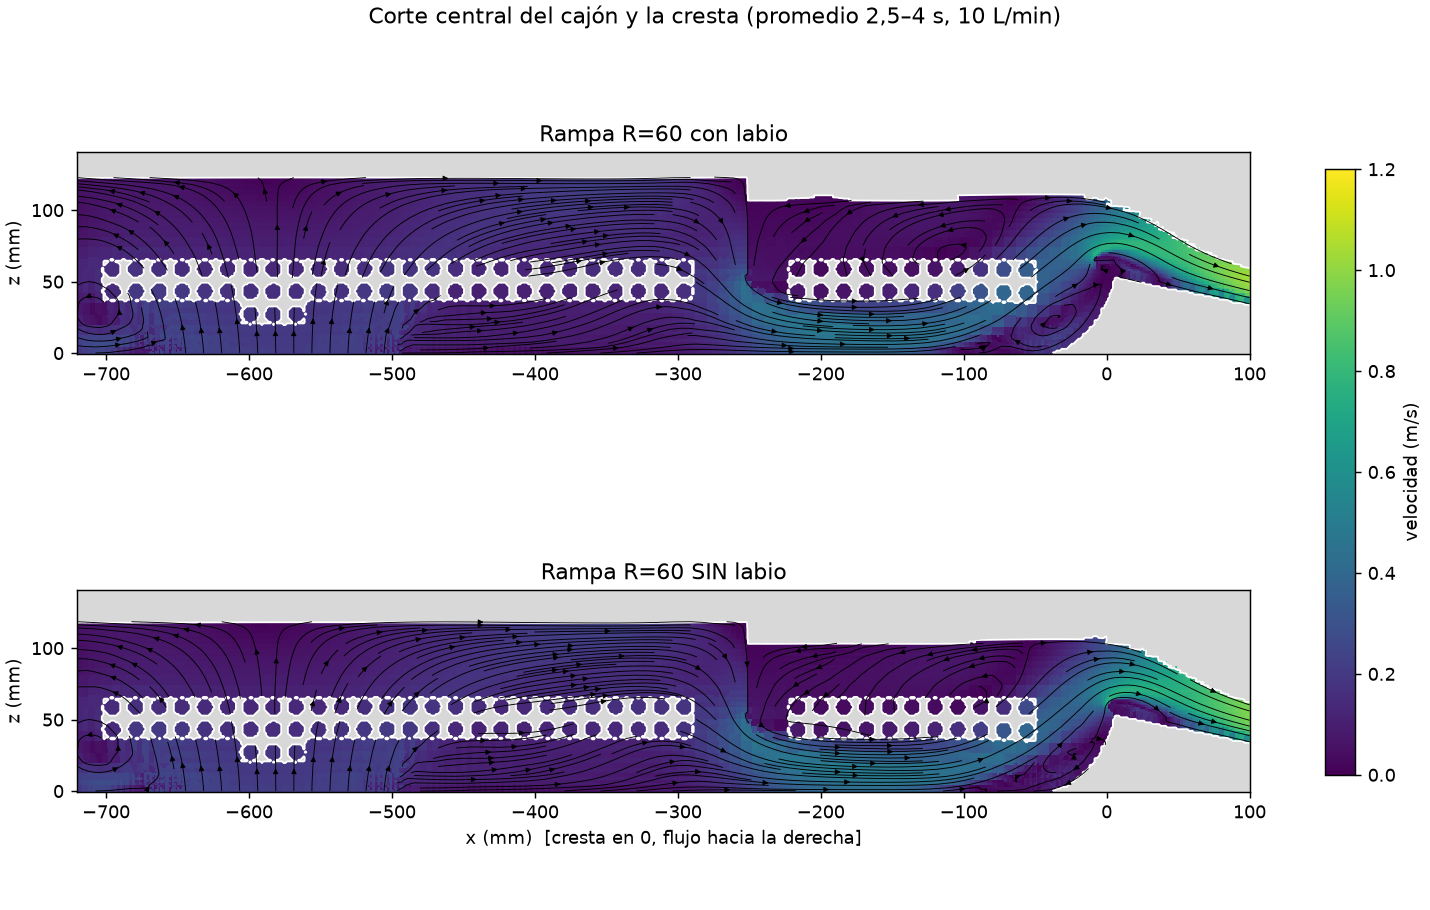 Corte central del cajón y la cresta (promedio 2,5–4 s, 10 L/min)
Rampa R=60 con labio
z (mm)
100
50
0
−700 −600 −500 −400 −300 −200 −100 0 100
Rampa R=60 SIN labio
z (mm)
100
50
0
−700 −600 −500 −400 −300 −200 −100 0 100
x (mm)  [cresta en 0, flujo hacia la derecha]
1.2
1.0
0.8
0.6
0.4
0.2
0.0
velocidad (m/s)